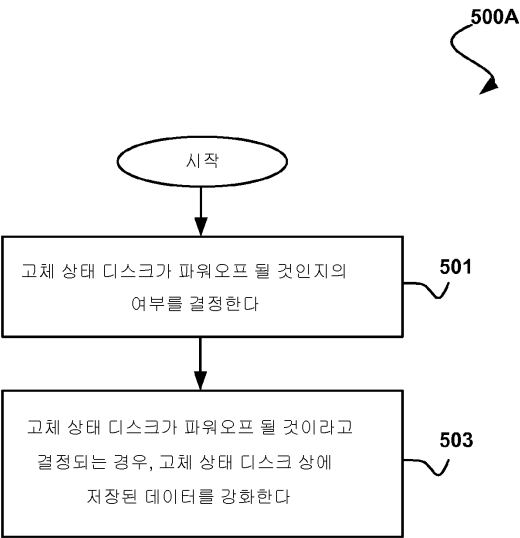 500A
시작
고체 상태 디스크가 파워오프 될 것인지의
여부를 결정한다
501
고체 상태 디스크가 파워오프 될 것이라고
결정되는 경우, 고체 상태 디스크 상에
저장된 데이터를 강화한다
503